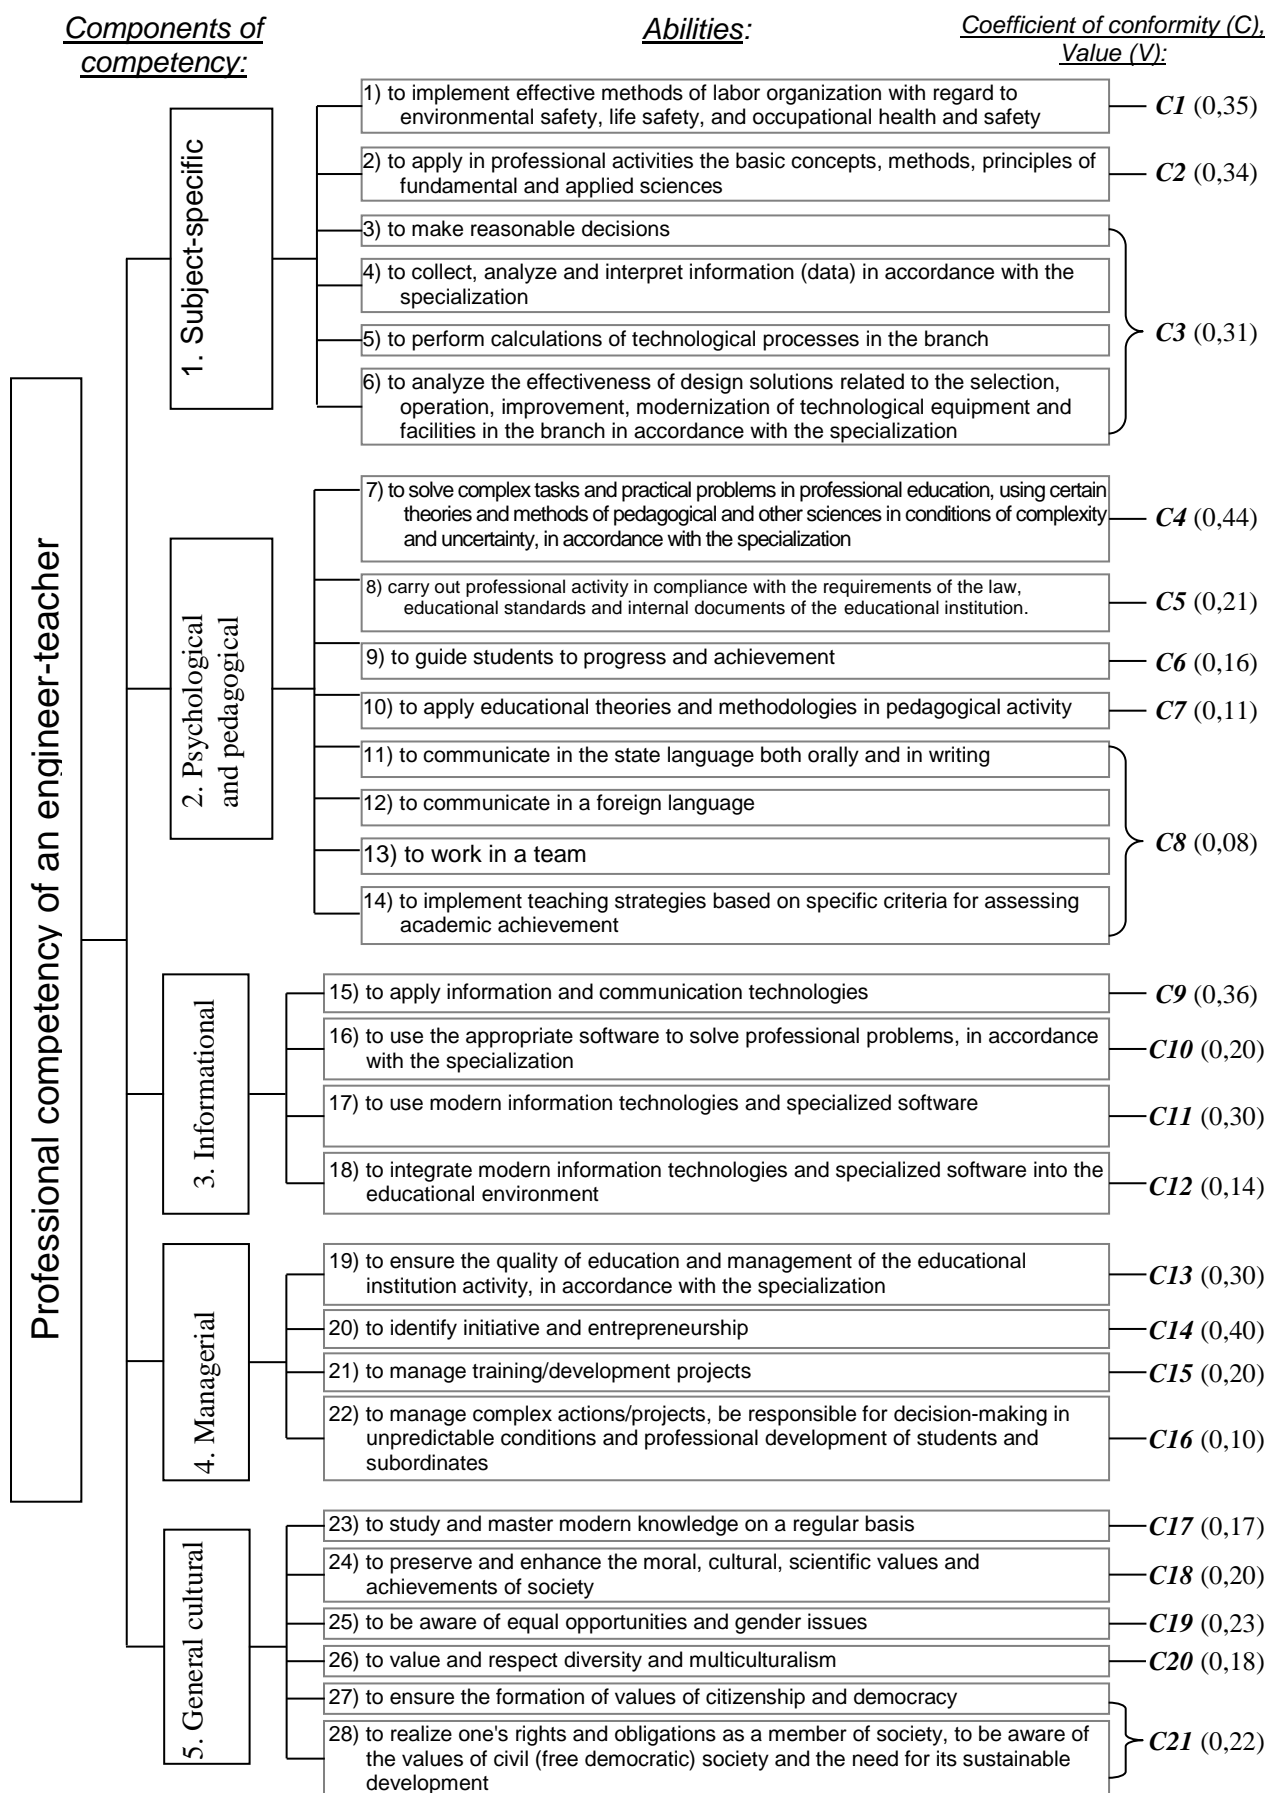 Components of
competency:
Abilities:
Coefficient of conformity (C),
Value (V):
Professional competency of an engineer-teacher
1. Subject-specific
1) to implement effective methods of labor organization with regard to
environmental safety, life safety, and occupational health and safety
C1 (0,35)
2) to apply in professional activities the basic concepts, methods, principles of
fundamental and applied sciences
C2 (0,34)
3) to make reasonable decisions
4) to collect, analyze and interpret information (data) in accordance with the
specialization
5) to perform calculations of technological processes in the branch
6) to analyze the effectiveness of design solutions related to the selection,
operation, improvement, modernization of technological equipment and
facilities in the branch in accordance with the specialization
C3 (0,31)
2. Psychological
and pedagogical
7) to solve complex tasks and practical problems in professional education, using certain
theories and methods of pedagogical and other sciences in conditions of complexity
and uncertainty, in accordance with the specialization
C4 (0,44)
8) carry out professional activity in compliance with the requirements of the law,
educational standards and internal documents of the educational institution.
C5 (0,21)
9) to guide students to progress and achievement
C6 (0,16)
10) to apply educational theories and methodologies in pedagogical activity
C7 (0,11)
11) to communicate in the state language both orally and in writing
12) to communicate in a foreign language
13) to work in a team
14) to implement teaching strategies based on specific criteria for assessing
academic achievement
C8 (0,08)
3. Informational
15) to apply information and communication technologies
C9 (0,36)
16) to use the appropriate software to solve professional problems, in accordance
with the specialization
C10 (0,20)
17) to use modern information technologies and specialized software
C11 (0,30)
18) to integrate modern information technologies and specialized software into the
educational environment
C12 (0,14)
4. Managerial
19) to ensure the quality of education and management of the educational
institution activity, in accordance with the specialization
C13 (0,30)
20) to identify initiative and entrepreneurship
C14 (0,40)
21) to manage training/development projects
C15 (0,20)
22) to manage complex actions/projects, be responsible for decision-making in
unpredictable conditions and professional development of students and
subordinates
C16 (0,10)
5. General cultural
23) to study and master modern knowledge on a regular basis
C17 (0,17)
24) to preserve and enhance the moral, cultural, scientific values and
achievements of society
C18 (0,20)
25) to be aware of equal opportunities and gender issues
C19 (0,23)
26) to value and respect diversity and multiculturalism
C20 (0,18)
27) to ensure the formation of values of citizenship and democracy
28) to realize one's rights and obligations as a member of society, to be aware of
the values of civil (free democratic) society and the need for its sustainable
development
C21 (0,22)